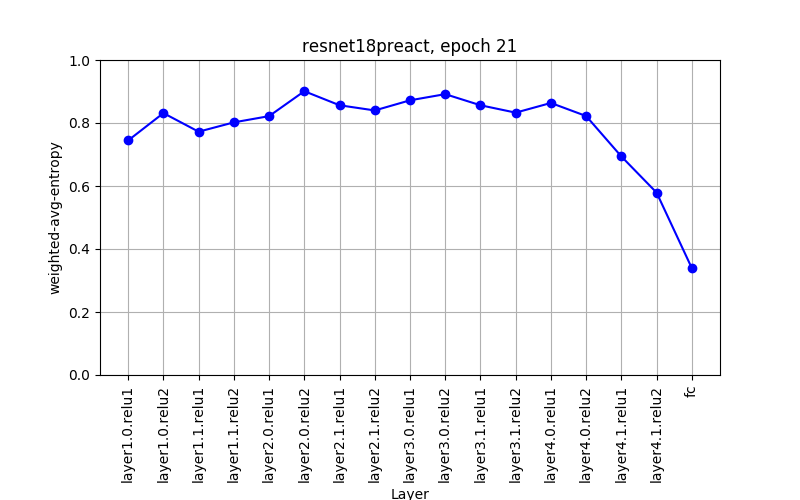 resnet18preact, epoch 21
weighted-avg-entropy
1.0
0.8
0.6
0.4
0.2
0.0
layer1.0.relu1
layer1.0.relu2
layer1.1.relu1
layer1.1.relu2
layer2.0.relu1
layer2.0.relu2
layer2.1.relu1
layer2.1.relu2
layer3.0.relu1
layer3.0.relu2
layer3.1.relu1
layer3.1.relu2
layer4.0.relu1
layer4.0.relu2
layer4.1.relu1
layer4.1.relu2
fc
Layer